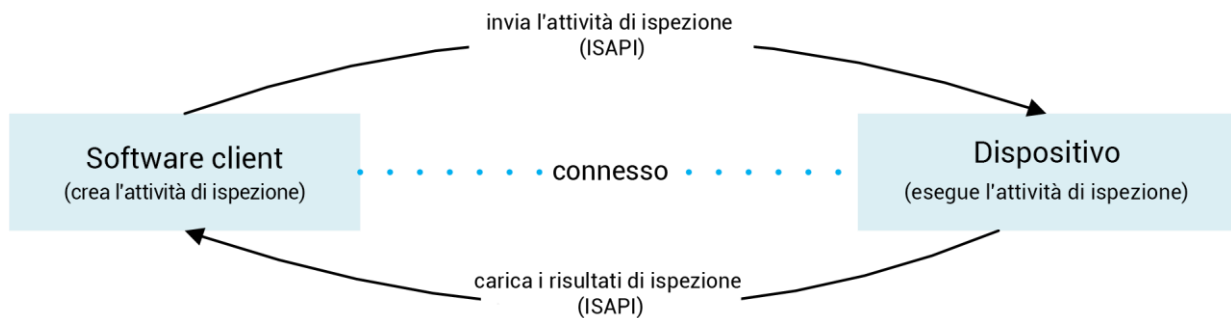 invia l'attività di ispezione
(ISAPI)
Software client
(crea l'attività di ispezione)
connesso
Dispositivo
(esegue l'attività di ispezione)
carica i risultati di ispezione
(ISAPI)